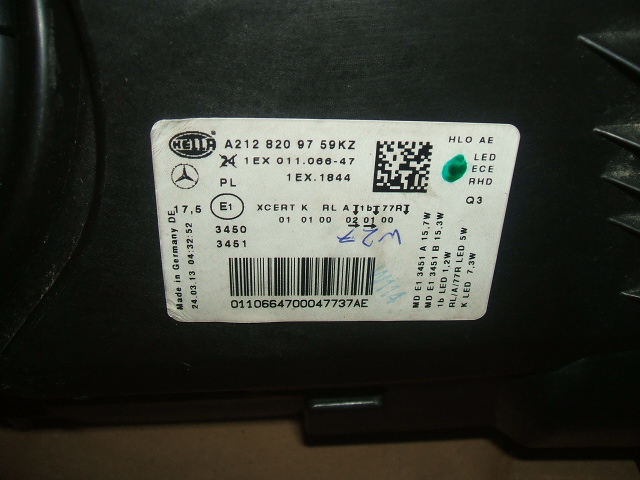 HELLA A212 820 97 59KZ HLO AE
1EX 011.066-47 LED
1EX.1844 ECE
PL RHD
17,5 E1 XCERT K RL A 1b 77R Q3
01 01 00 02 01 00
3450
3451
W27
0110664700047737AE
Made in Germany DE
24.03.13 04:32:52
MD E1 3451 A 15,7W
MD E1 3451 B 15.3W
1b LED 1,2W
RL/A/77R LED 5W
K LED 7,3W